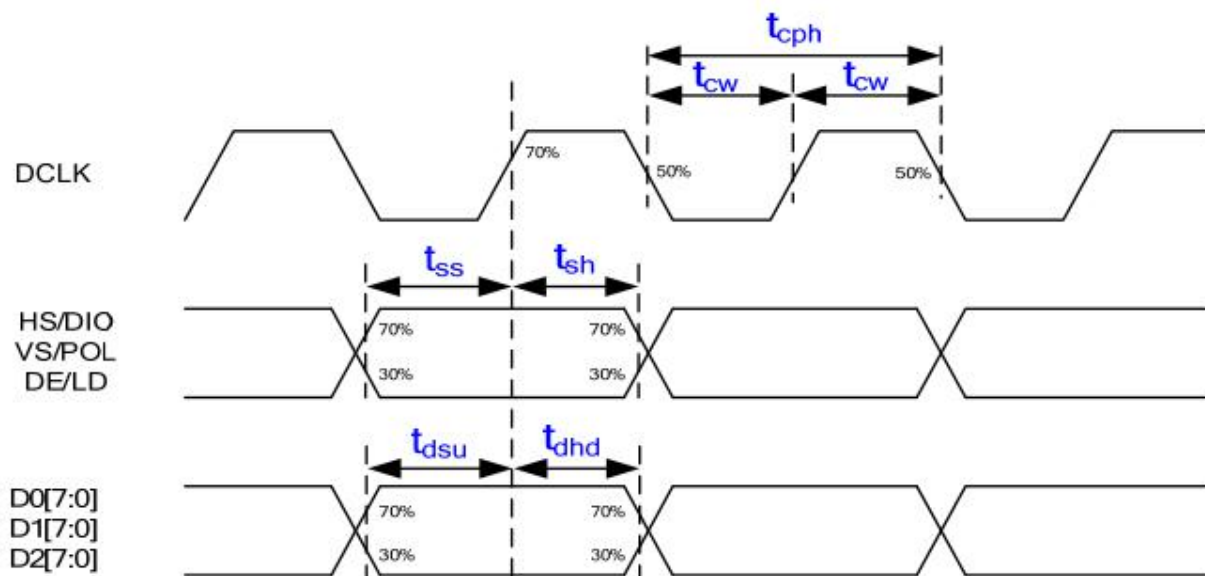 tcph
tcw tcw
DCLK
70%
50%
50%
tss tsh
HS/DIO
VS/POL
DE/LD
70% 70%
30% 30%
tdsu tdhd
D0[7:0]
D1[7:0]
D2[7:0]
70% 70%
30% 30%